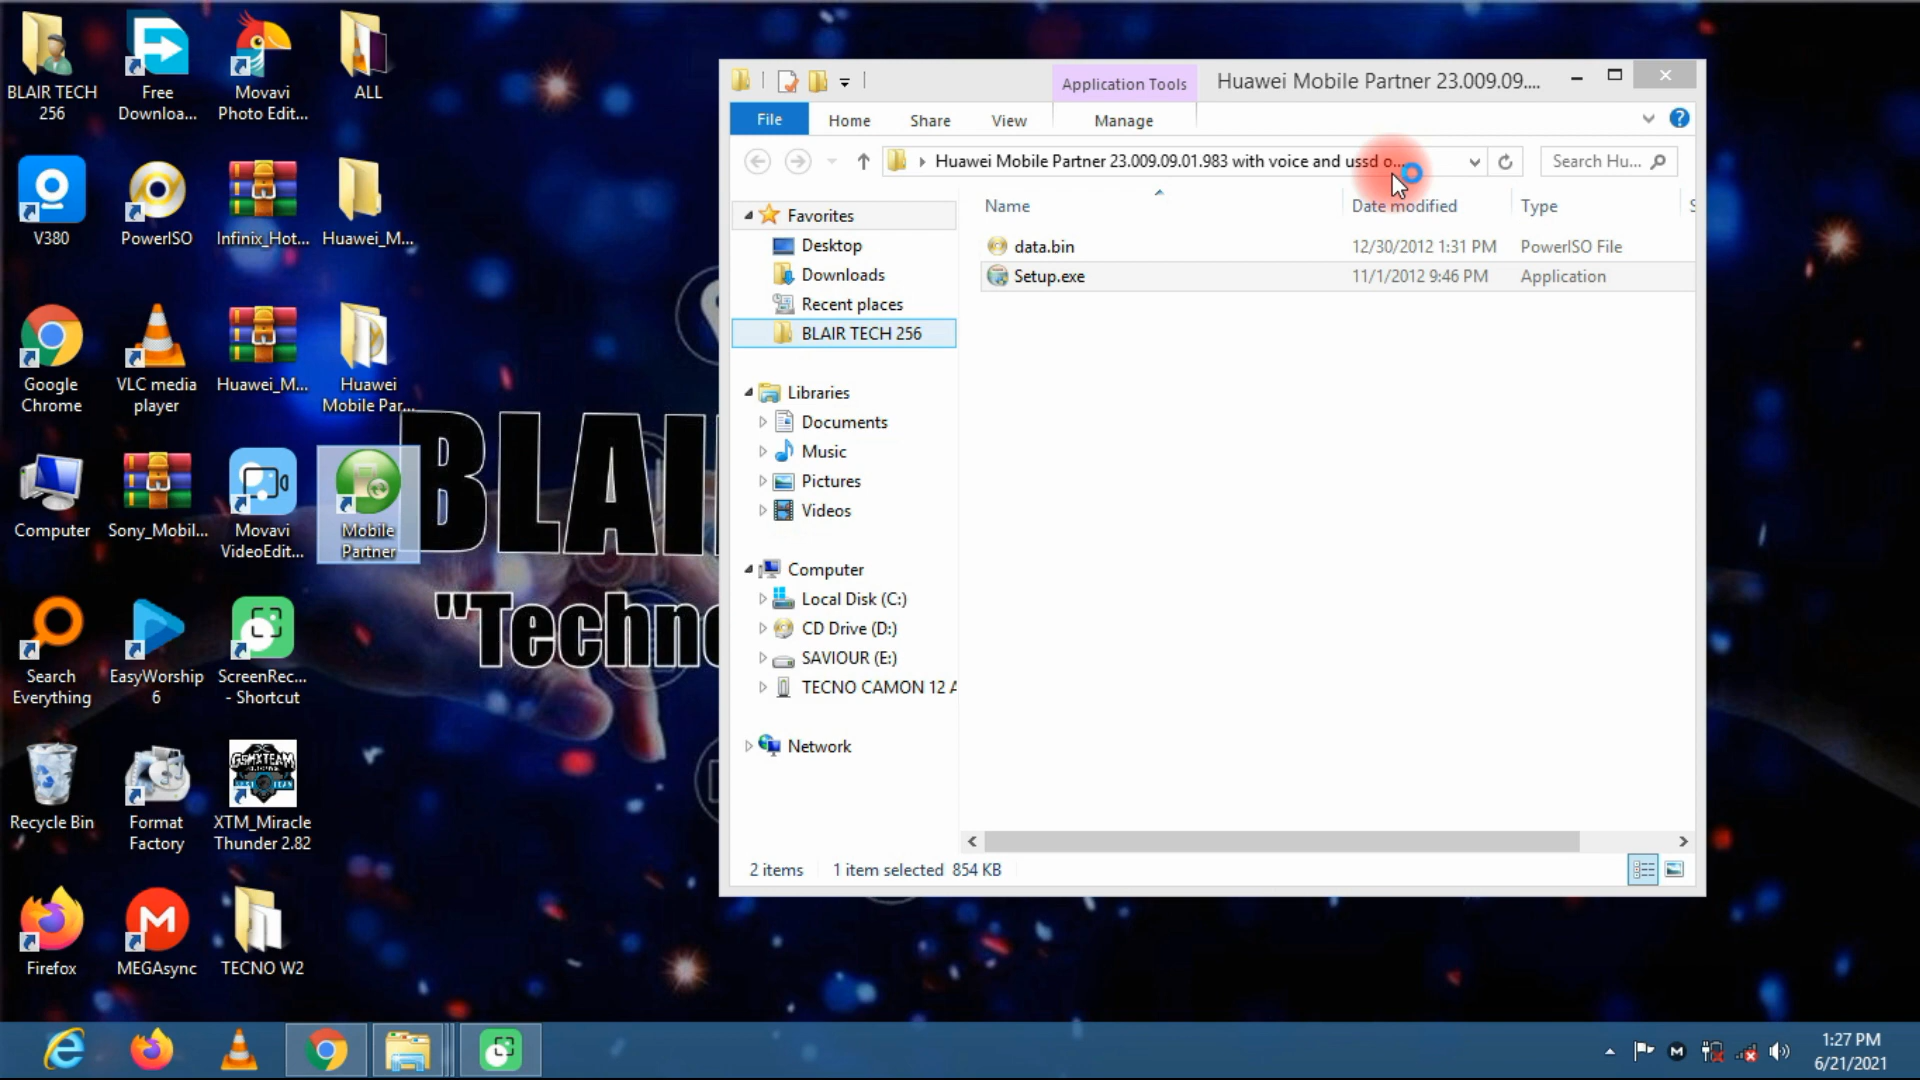 BLAIR TECH
256
Free
Downloa...
Movavi
Photo Edit...
ALL
V380
PowerISO
Infinix_Hot...
Huawei_M...
Google
Chrome
VLC media
player
Huawei_M...
Huawei
Mobile Par...
Computer
Sony_Mobil...
Movavi
VideoEdit...
Mobile
Partner
Search
Everything
EasyWorship
6
ScreenRec...
- Shortcut
Recycle Bin
Format
Factory
GSMXTEAM
XTM_Miracle
Thunder 2.82
Firefox
MEGAsync
TECNO W2
BLAI
"Techno
Application Tools
Huawei Mobile Partner 23.009.09....
File
Home
Share
View
Manage
Huawei Mobile Partner 23.009.09.01.983 with voice and ussd o...
Search Hu...
Name
Date modified
Type
S
data.bin
12/30/2012 1:31 PM
PowerISO File
Setup.exe
11/1/2012 9:46 PM
Application
Favorites
Desktop
Downloads
Recent places
BLAIR TECH 256
Libraries
Documents
Music
Pictures
Videos
Computer
Local Disk (C:)
CD Drive (D:)
SAVIOUR (E:)
TECNO CAMON 12 A
Network
2 items
1 item selected 854 KB
1:27 PM
6/21/2021